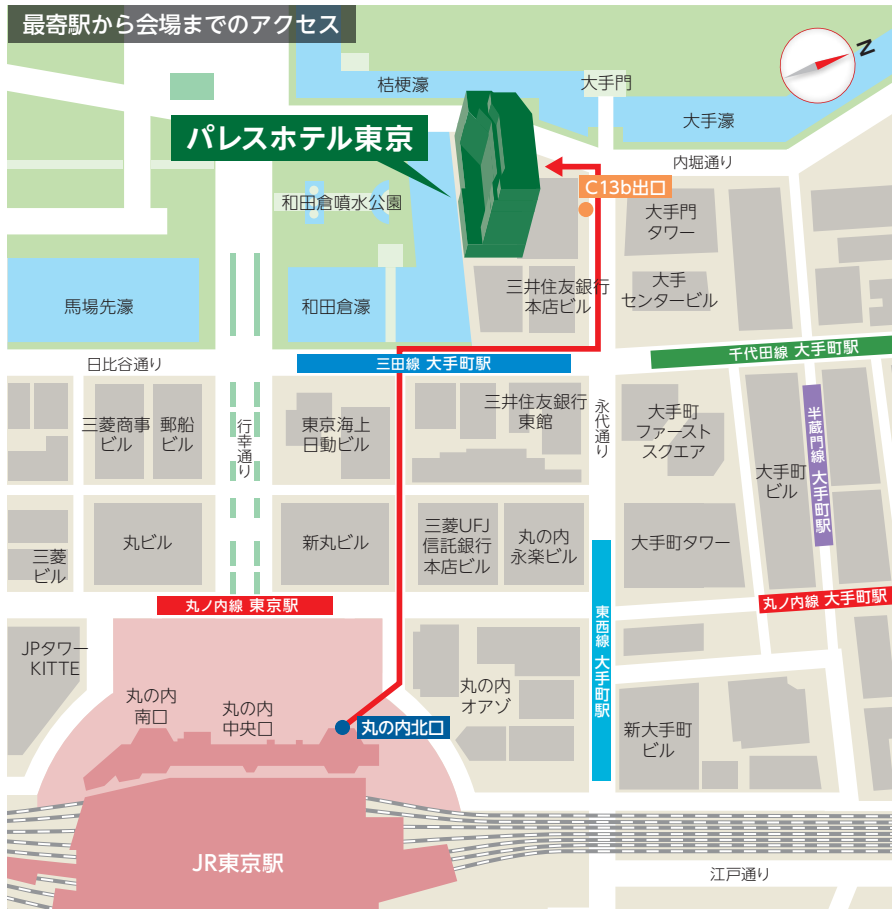 最寄駅から会場までのアクセス
N
桔梗濠
大手門
大手濠
パレスホテル東京
内堀通り
C13b出口
和田倉噴水公園
大手門
タワー
三井住友銀行
本店ビル
大手
センタービル
馬場先濠
和田倉濠
日比谷通り
三田線 大手町駅
千代田線 大手町駅
三菱商事
ビル
郵船
ビル
行幸通り
東京海上
日動ビル
三井住友銀行
東館
永代通り
大手町
ファースト
スクエア
半蔵門線 大手町駅
大手町
ビル
三菱
ビル
丸ビル
新丸ビル
三菱UFJ
信託銀行
本店ビル
丸の内
永楽ビル
大手町タワー
丸ノ内線 東京駅
丸ノ内線 大手町駅
東西線 大手町駅
JPタワー
KITTE
丸の内
南口
丸の内
中央口
丸の内北口
丸の内
オアゾ
新大手町
ビル
JR東京駅
江戸通り